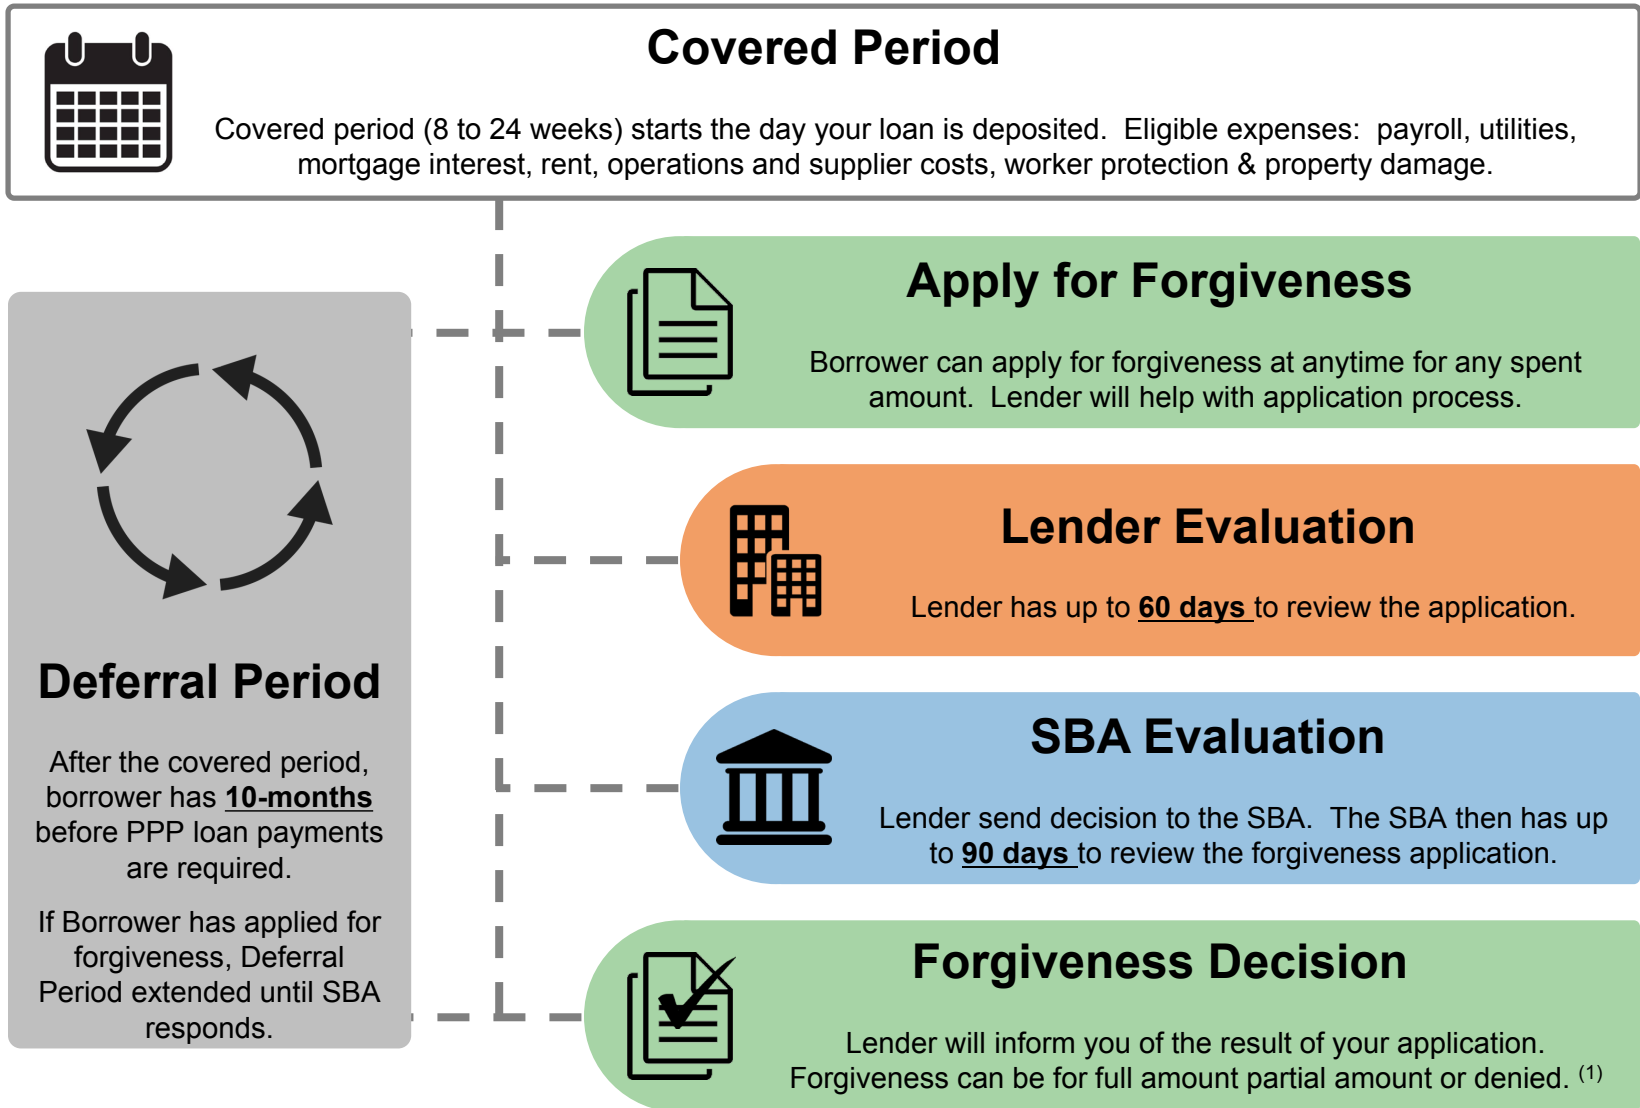 Covered Period
Covered period (8 to 24 weeks) starts the day your loan is deposited.  Eligible expenses:  payroll, utilities,
mortgage interest, rent, operations and supplier costs, worker protection & property damage.
Apply for Forgiveness
Borrower can apply for forgiveness at anytime for any spent
amount.  Lender will help with application process.
Lender Evaluation
Lender has up to 60 days to review the application.
Deferral Period
After the covered period,
borrower has 10-months
before PPP loan payments
are required.
If Borrower has applied for
forgiveness, Deferral
Period extended until SBA
responds.
SBA Evaluation
Lender send decision to the SBA.  The SBA then has up
to 90 days to review the forgiveness application.
Forgiveness Decision
Lender will inform you of the result of your application.
Forgiveness can be for full amount partial amount or denied. (1)